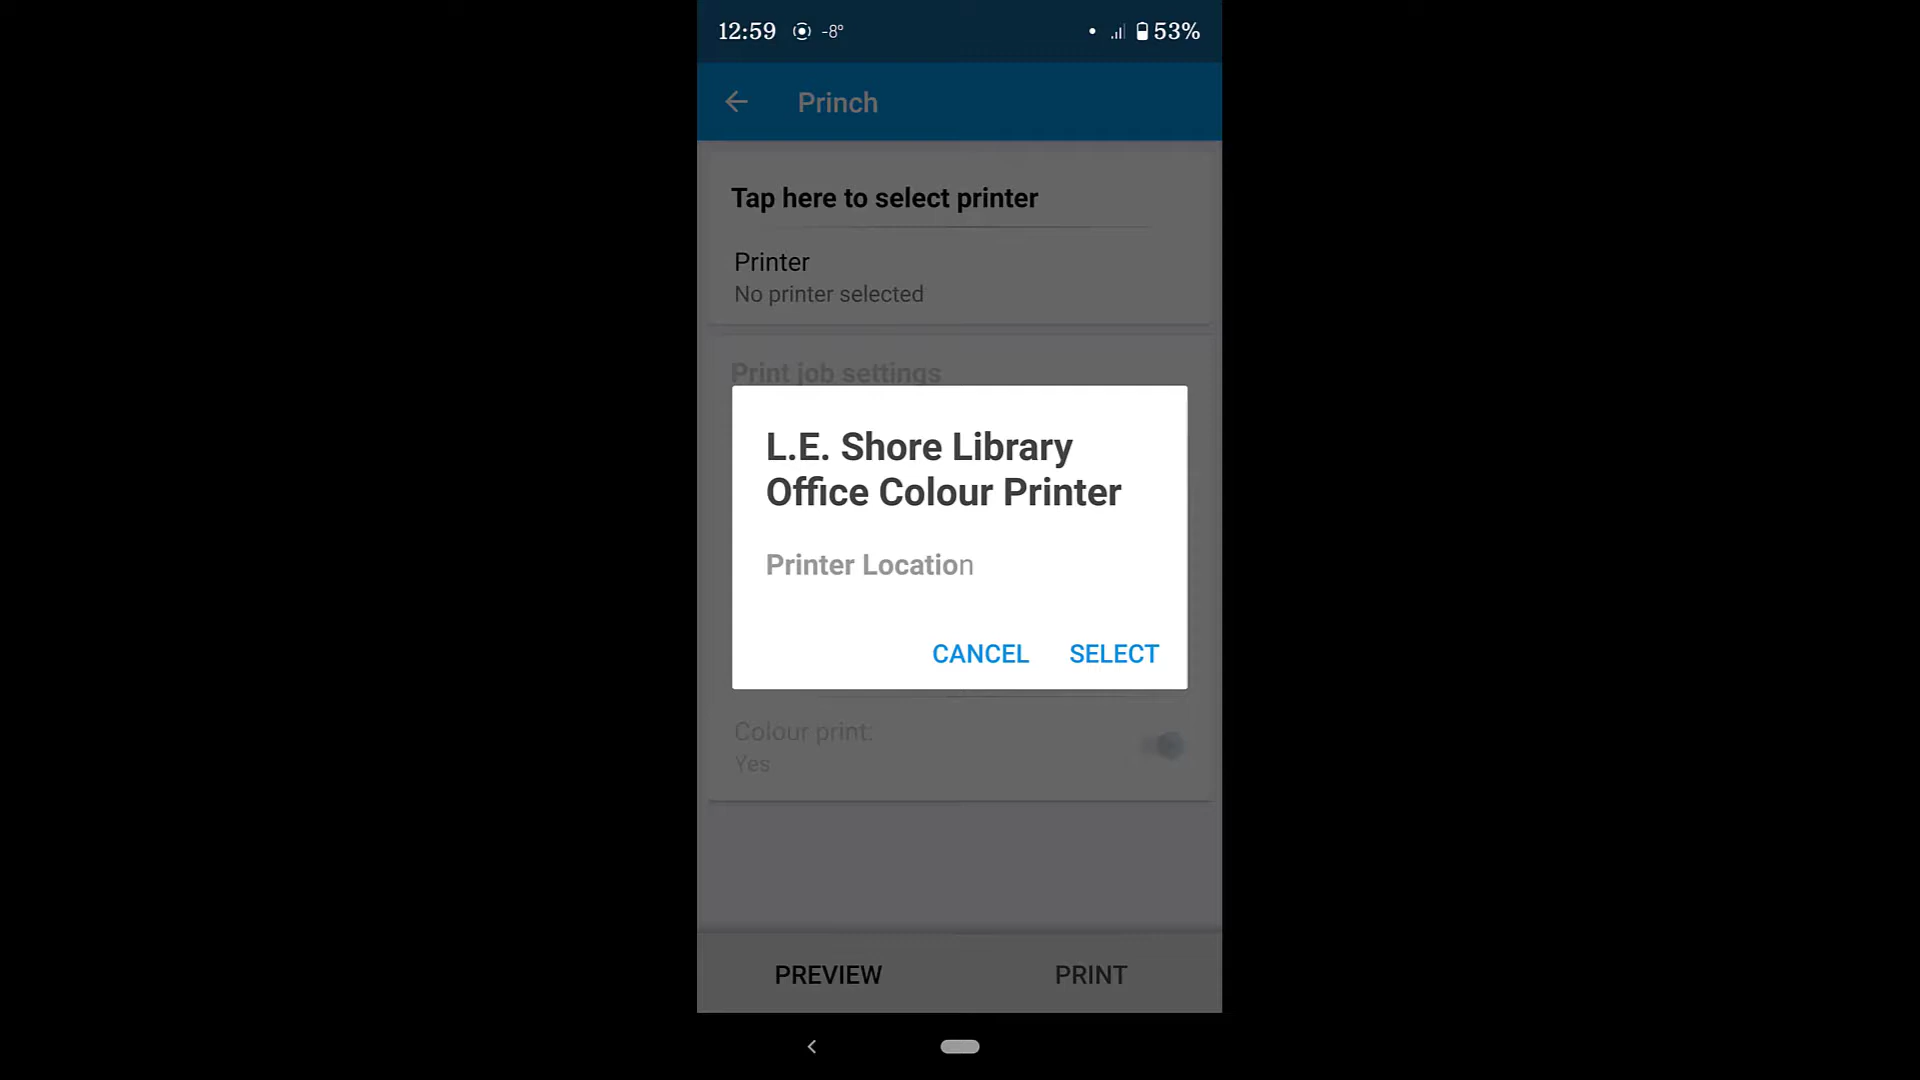 12:59 -8° 53%
Princh
Tap here to select printer
Printer
No printer selected
Print job settings
L.E. Shore Library
Office Colour Printer
Printer Location
CANCEL SELECT
Colour print:
Yes
PREVIEW PRINT